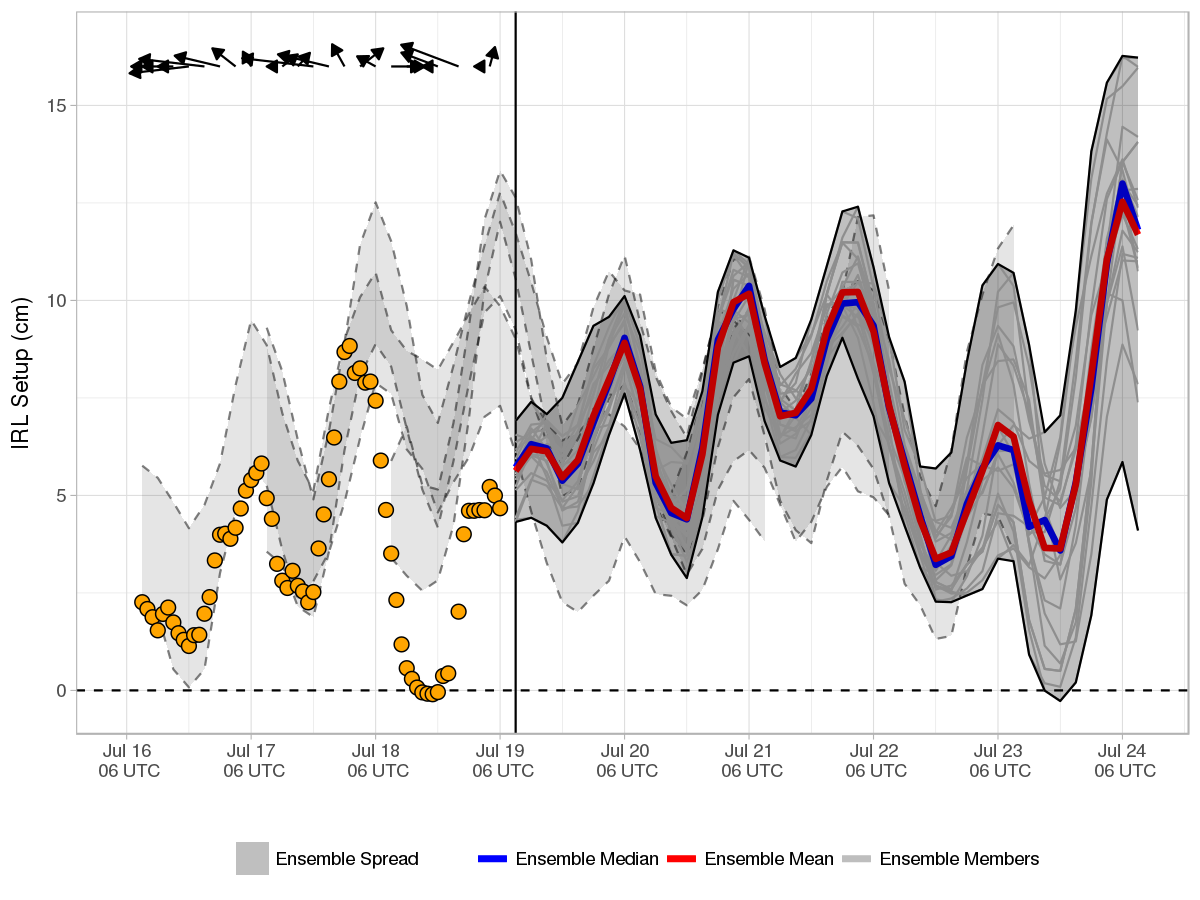 IRL Setup (cm)
15
10
5
0
Jul 16 Jul 17 Jul 18 Jul 19 Jul 20 Jul 21 Jul 22 Jul 23 Jul 24
06 UTC 06 UTC 06 UTC 06 UTC 06 UTC 06 UTC 06 UTC 06 UTC 06 UTC
Ensemble Spread Ensemble Median Ensemble Mean Ensemble Members